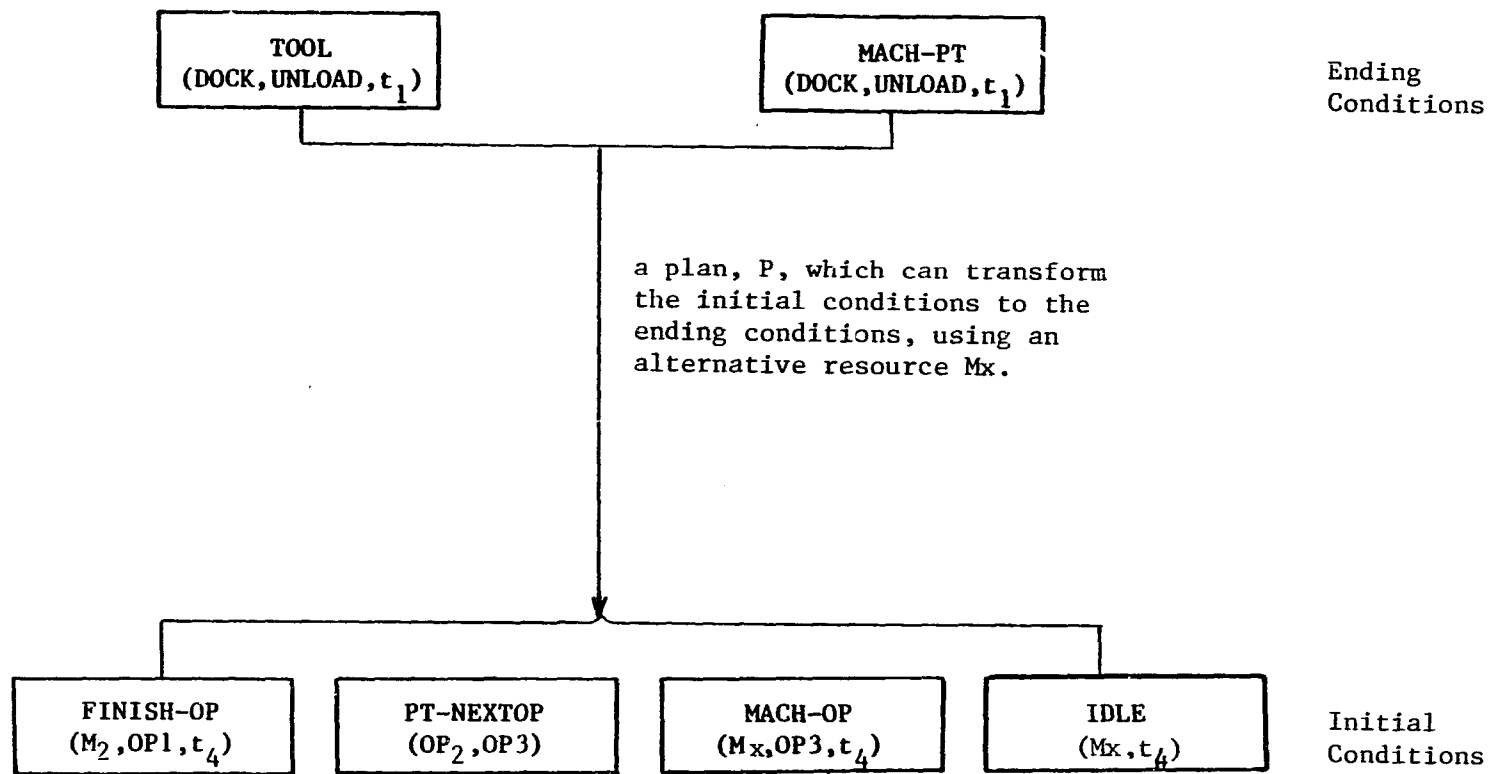 TOOL
(DOCK,UNLOAD,t₁)
MACH-PT
(DOCK,UNLOAD,t₁)
Ending
Conditions
a plan, P, which can transform
the initial conditions to the
ending conditions, using an
alternative resource Mx.
FINISH-OP
(M₂,OP1,t₄)
PT-NEXTOP
(OP₂,OP3)
MACH-OP
(Mx,OP3,t₄)
IDLE
(Mx,t₄)
Initial
Conditions